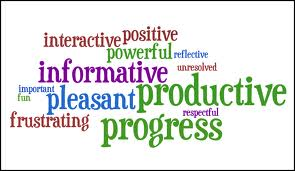 interactive positive
powerful reflective
informative unresolved
important pleasant productive
fun
frustrating progress respectful